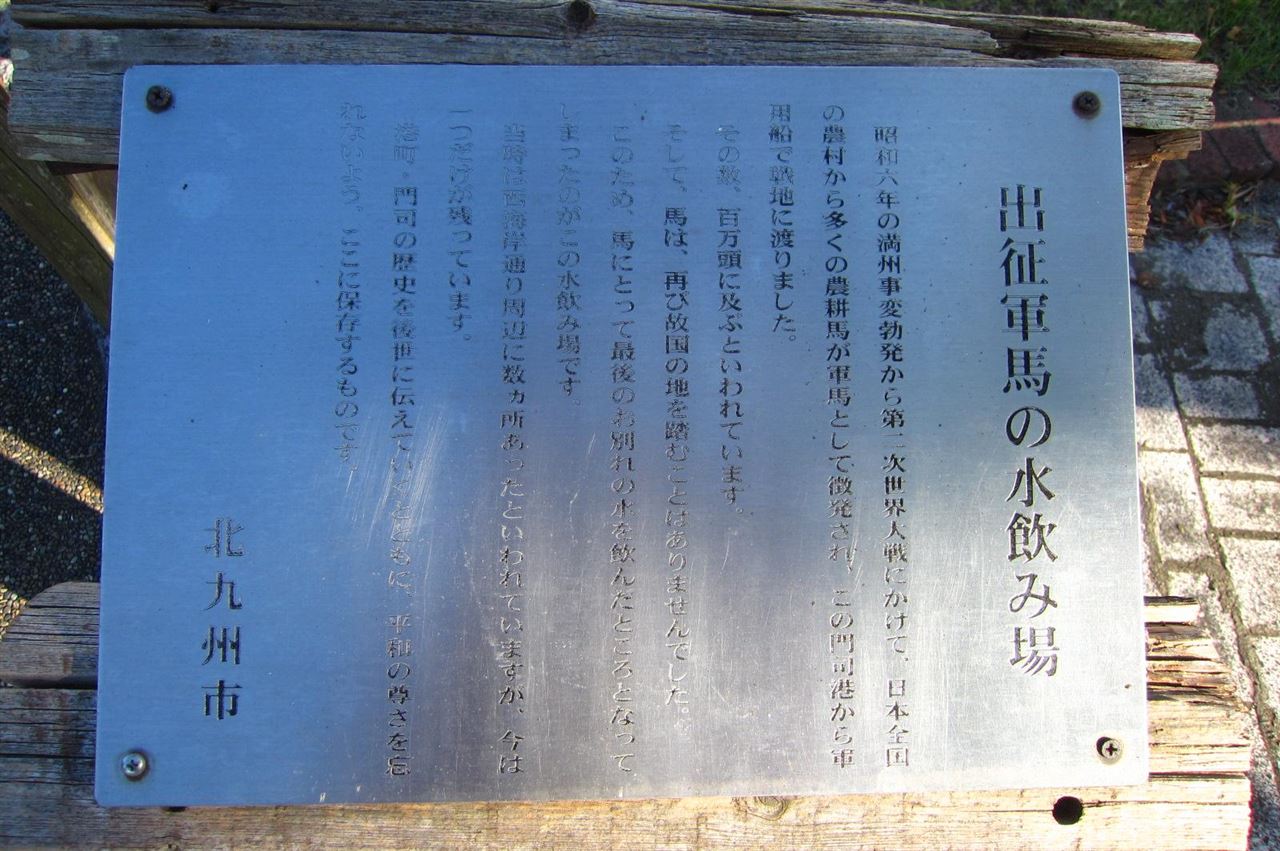 出征軍馬の水飲み場
昭和六年の満州事変勃発から第二次世界大戦にかけて、日本全国
の農村から多くの農耕馬が軍馬として徴発され、この門司港から軍
用船で戦地に渡りました。
その数、百万頭に及ぶといわれています。
そして、馬は、再び故国の地を踏むことはありませんでした。
このため、馬にとって最後のお別れの水を飲んだところとなって
しまったのがこの水飲み場です。
当時は西海岸通り周辺に数ヵ所あったといわれていますが、今は
一つだけが残っています。
港町・門司の歴史を後世に伝えていくとともに、平和の尊さを忘
れないよう、ここに保存するものです。
北九州市